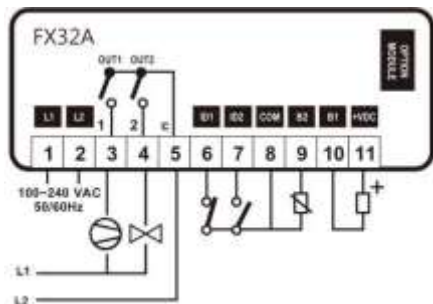 FX32A
OUT1 OUT2
OPTION
MODULE
1 2
L1 L2 ID1 ID2 COM B2 B1 +VDC
1 2 3 4 5 6 7 8 9 10 11
100-240 VAC
50/60Hz
+
L1
L2